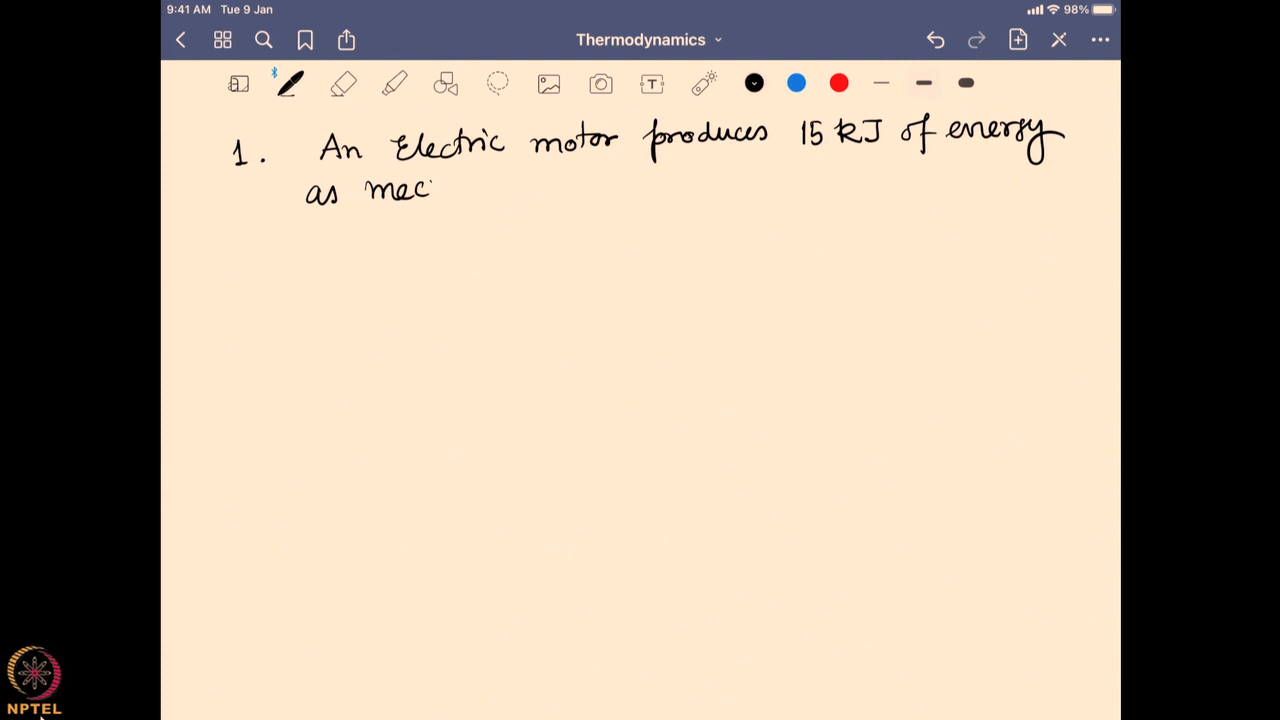 9:41 AM Tue 9 Jan 98%
Thermodynamics
T
1. An Electric motor produces 15 kJ of energy
as mec
NPTEL